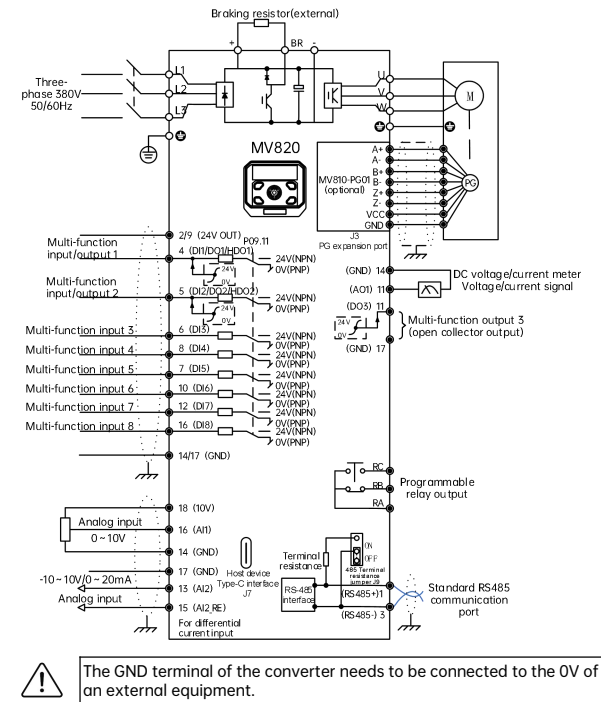 Braking resistor(external)
+ BR -
Three-
phase 380V
50/60Hz
L1
L2
L3
U
V
W
M
MV820
MV810-PG01
(optional)
A+
A-
B+
B-
Z+
Z-
VCC
GND
PG
J3
PG expansion port
2/9 (24V OUT)
P09.11
Multi-function
input/output 1
4 (DI1/DO1/HDO1)
24V
0V
24V(NPN)
0V(PNP)
Multi-function
input/output 2
5 (DI2/DO2/HDO2)
24V
0V
24V(NPN)
0V(PNP)
Multi-function input 3
6 (DI3)
24V(NPN)
0V(PNP)
Multi-function input 4
8 (DI4)
24V(NPN)
0V(PNP)
Multi-function input 5
7 (DI5)
24V(NPN)
0V(PNP)
Multi-function input 6
10 (DI6)
24V(NPN)
0V(PNP)
Multi-function input 7
12 (DI7)
24V(NPN)
0V(PNP)
Multi-function input 8
16 (DI8)
24V(NPN)
0V(PNP)
14/17 (GND)
(GND) 14
(AO1) 11
DC voltage/current meter
Voltage/current signal
(DO3) 11
24V
0V
(GND) 17
Multi-function output 3
(open collector output)
RC
RB
RA
Programmable
relay output
18 (10V)
Analog input
0~10V
16 (AI1)
14 (GND)
17 (GND)
-10~10V/0~20mA
13 (AI2)
Analog input
15 (AI2_RE)
For differential
current input
Host device
Type-C interface
J7
Terminal
resistance
ON
OFF
485 Terminal
resistance
jumper J9
RS-485
interface
(RS485+)1
(RS485-) 3
Standard RS485
communication
port
The GND terminal of the converter needs to be connected to the 0V of
an external equipment.